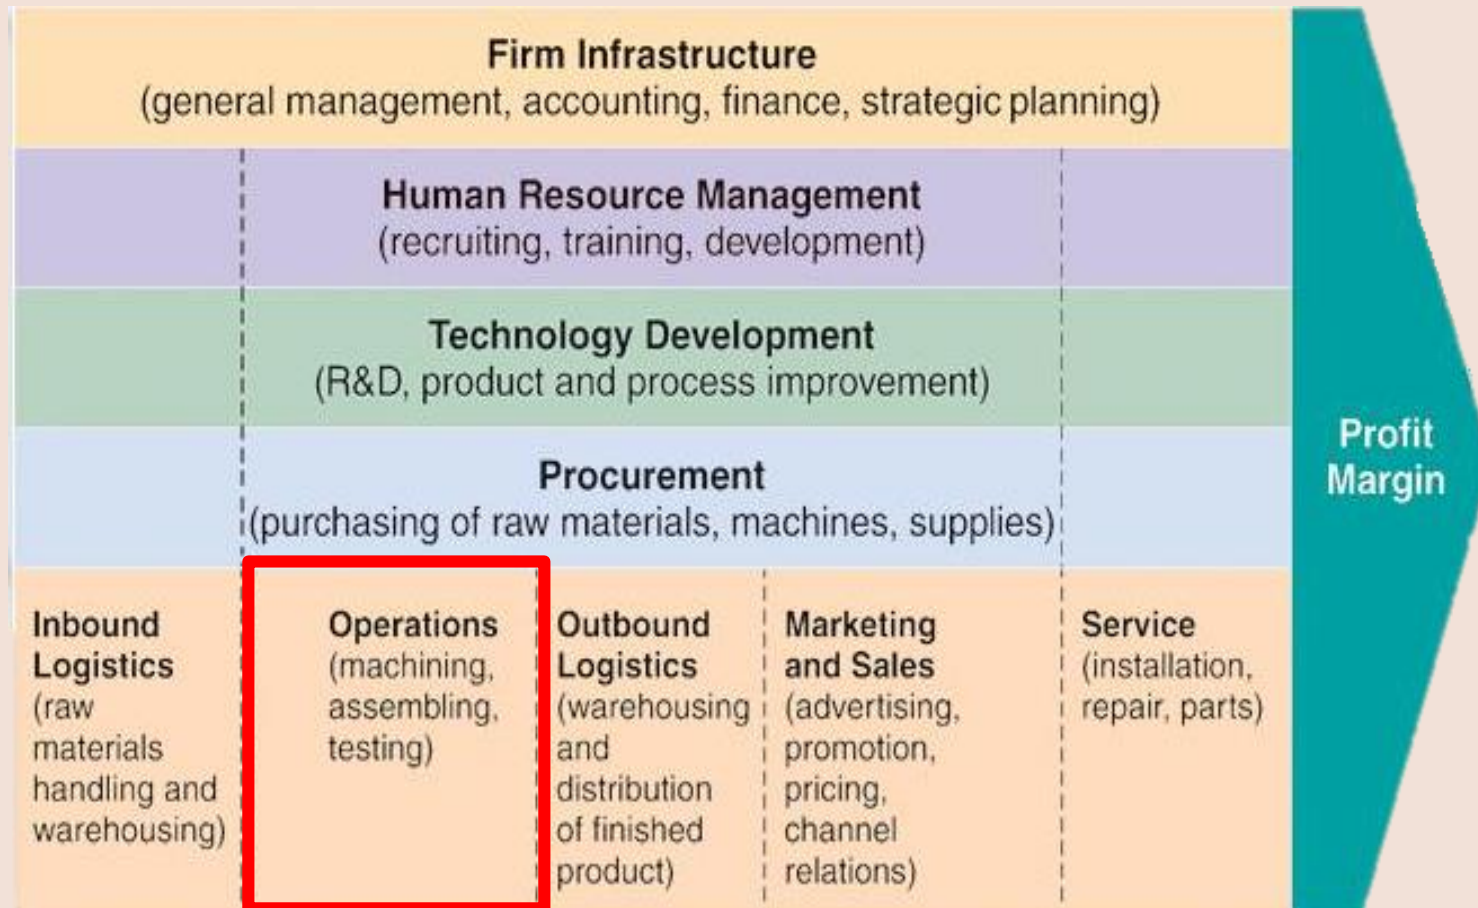 Firm Infrastructure
(general management, accounting, finance, strategic planning)
Human Resource Management
(recruiting, training, development)
Technology Development
(R&D, product and process improvement)
Procurement
(purchasing of raw materials, machines, supplies)
Inbound
Logistics
(raw
materials
handling and
warehousing)
Operations
(machining,
assembling,
testing)
Outbound
Logistics
(warehousing
and
distribution
of finished
product)
Marketing
and Sales
(advertising,
promotion,
pricing,
channel
relations)
Service
(installation,
repair, parts)
Profit
Margin